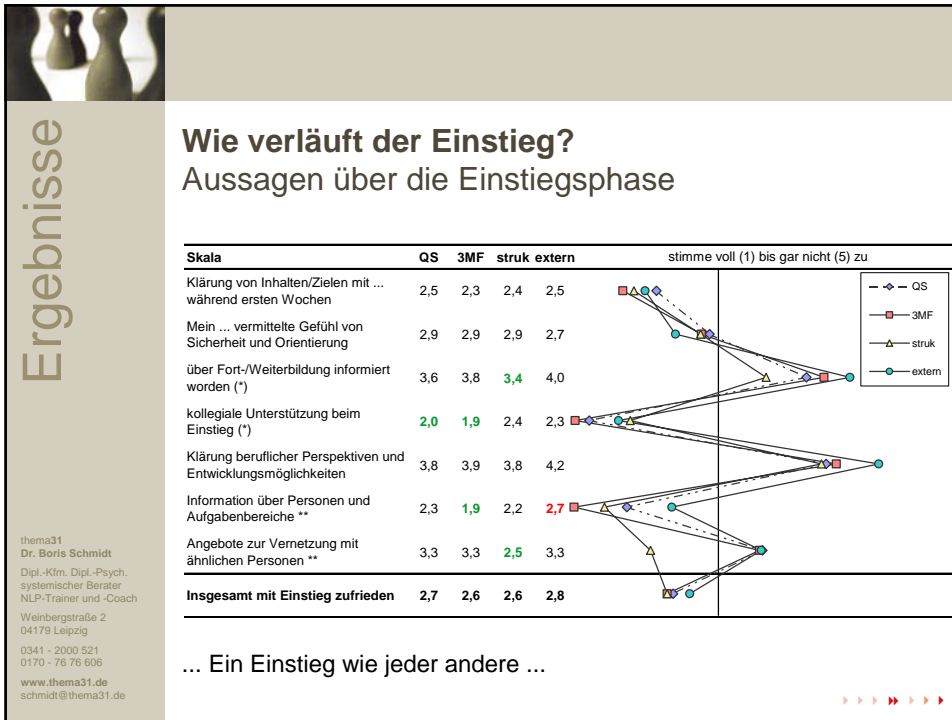 Ergebnisse
Wie verläuft der Einstieg?
Aussagen über die Einstiegsphase
Skala QS 3MF struk extern stimme voll (1) bis gar nicht (5) zu
Klärung von Inhalten/Zielen mit ...
während ersten Wochen
2,5 2,3 2,4 2,5
Mein ... vermittelte Gefühl von
Sicherheit und Orientierung
2,9 2,9 2,9 2,7
über Fort-/Weiterbildung informiert
worden (*)
3,6 3,8 3,4 4,0
kollegiale Unterstützung beim
Einstieg (*)
2,0 1,9 2,4 2,3
Klärung beruflicher Perspektiven und
Entwicklungsmöglichkeiten
3,8 3,9 3,8 4,2
Information über Personen und
Aufgabenbereiche **
2,3 1,9 2,2 2,7
Angebote zur Vernetzung mit
ähnlichen Personen **
3,3 3,3 2,5 3,3
Insgesamt mit Einstieg zufrieden 2,7 2,6 2,6 2,8
QS
3MF
struk
extern
... Ein Einstieg wie jeder andere ...
thema31
Dr. Boris Schmidt
Dipl.-Kfm. Dipl.-Psych.
systemischer Berater
NLP-Trainer und -Coach
Weinbergstraße 2
04179 Leipzig
0341 - 2000 521
0170 - 76 76 606
www.thema31.de
schmidt@thema31.de